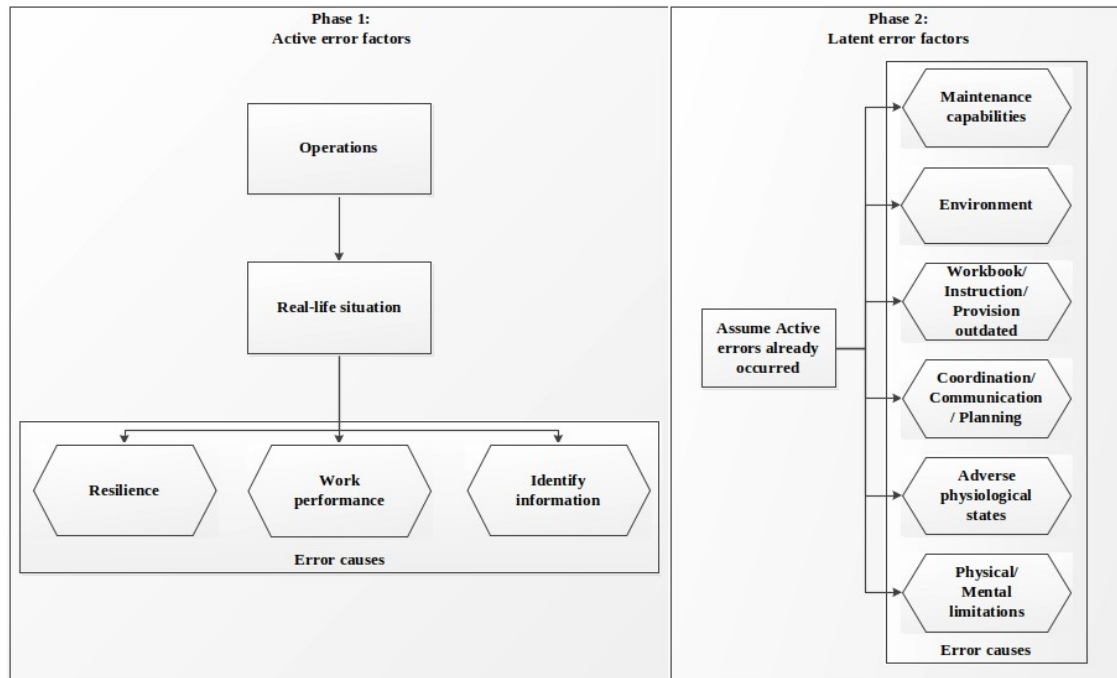 Phase 1:
Active error factors
Operations
Real-life situation
Resilience
Work
performance
Identify
information
Error causes
Phase 2:
Latent error factors
Assume Active
errors already
occurred
Maintenance
capabilities
Environment
Workbook/
Instruction/
Provision
outdated
Coordination/
Communication
/ Planning
Adverse
physiological
states
Physical/
Mental
limitations
Error causes